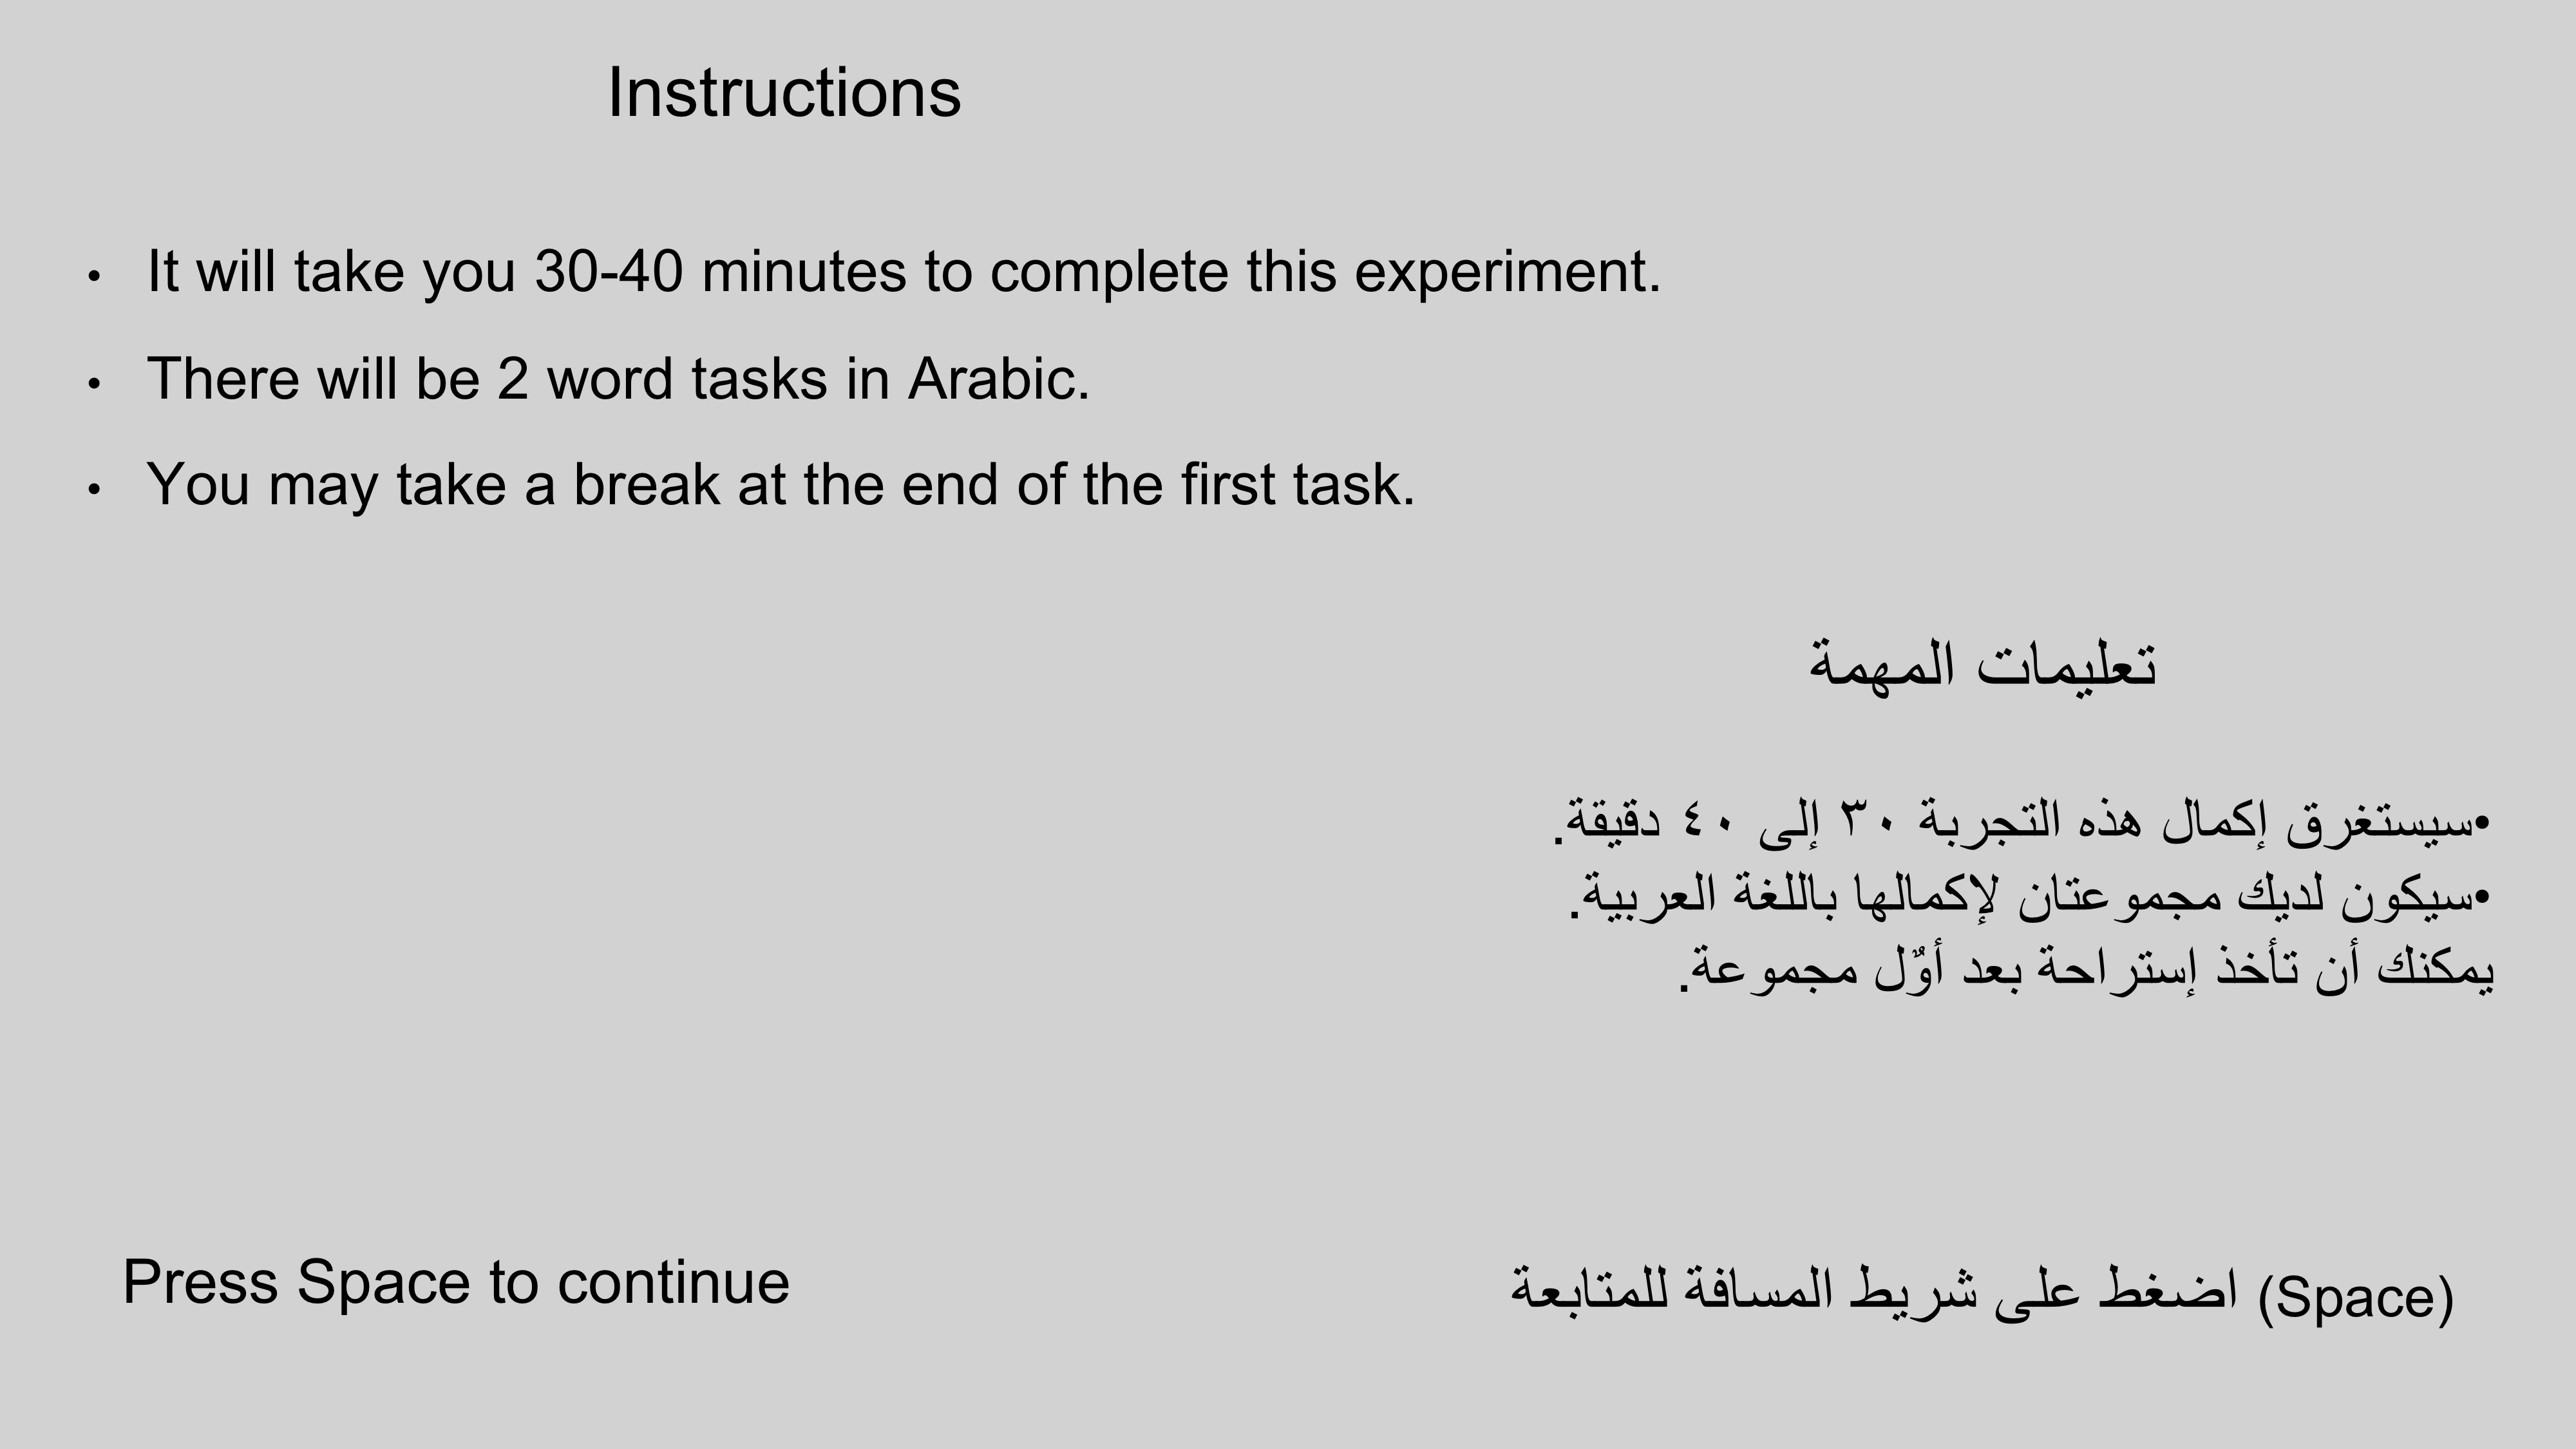 Instructions
• It will take you 30-40 minutes to complete this experiment.
• There will be 2 word tasks in Arabic.
• You may take a break at the end of the first task.
تعليمات المهمة
•سيستغرق إكمال هذه التجربة ٣٠ إلى ٤٠ دقيقة.
•سيكون لديك مجموعتان لإكمالها باللغة العربية.
يمكنك أن تأخذ إستراحة بعد أوٌل مجموعة.
Press Space to continue
(Space) اضغط على شريط المسافة للمتابعة